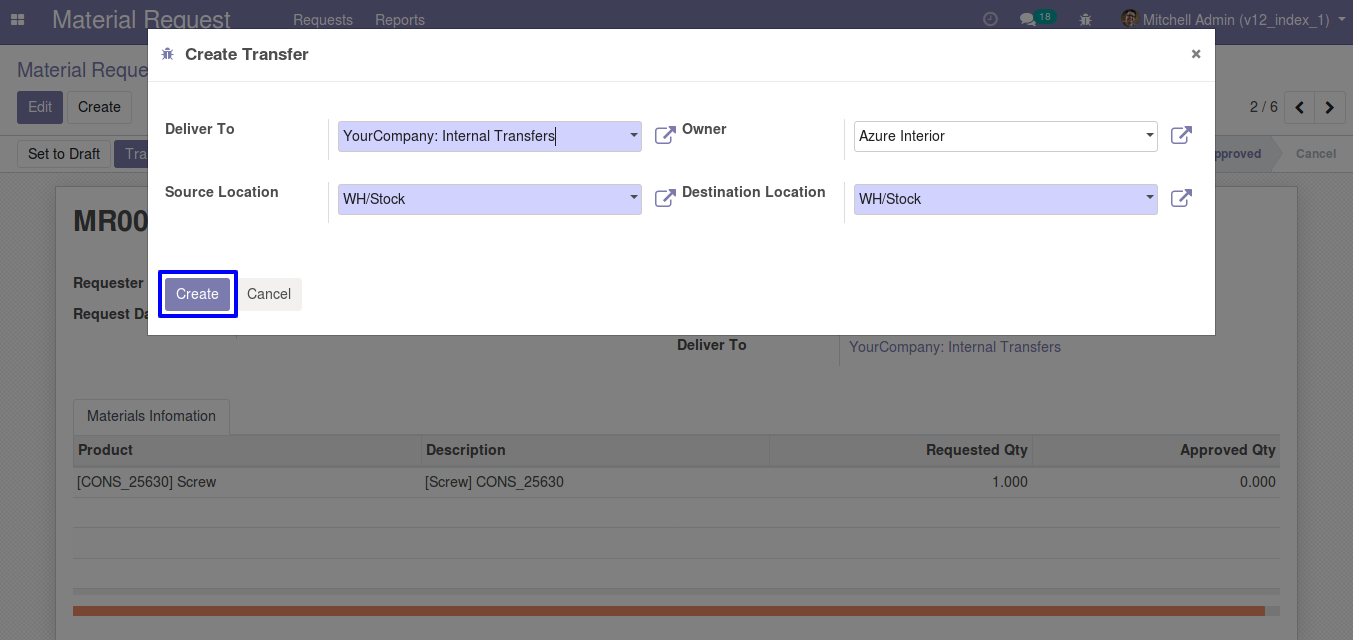 Material Request Requests Reports 18 Mitchell Admin (v12_index_1)
Create Transfer ×
Material Reque
Edit Create 2 / 6
Deliver To YourCompany: Internal Transfers Owner Azure Interior
Set to Draft Tra pproved Cancel
Source Location WH/Stock Destination Location WH/Stock
MR00
Requester
Create Cancel
Request Da
Deliver To YourCompany: Internal Transfers
Materials Infomation
Product Description Requested Qty Approved Qty
[CONS_25630] Screw [Screw] CONS_25630 1.000 0.000